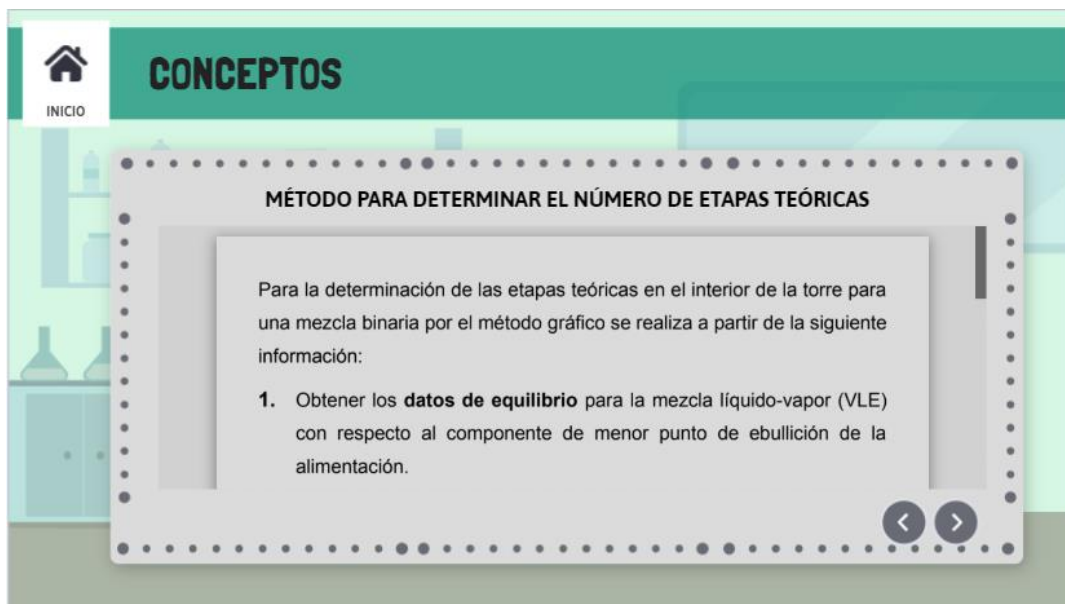 INICIO
CONCEPTOS
MÉTODO PARA DETERMINAR EL NÚMERO DE ETAPAS TEÓRICAS
Para la determinación de las etapas teóricas en el interior de la torre para
una mezcla binaria por el método gráfico se realiza a partir de la siguiente
información:
1. Obtener los datos de equilibrio para la mezcla líquido-vapor (VLE)
con respecto al componente de menor punto de ebullición de la
alimentación.